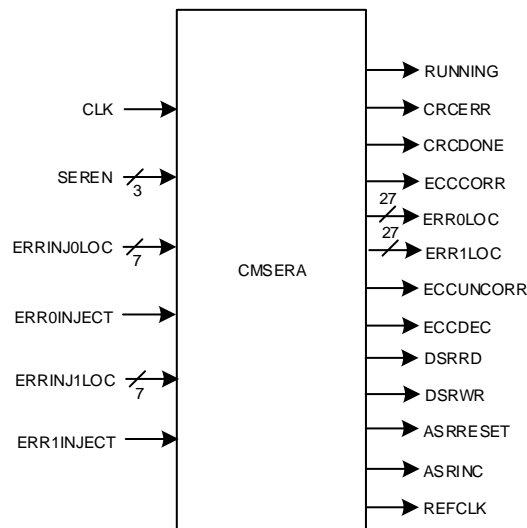 CLK
SEREN
3
ERRINJ0LOC
7
ERR0INJECT
ERRINJ1LOC
7
ERR1INJECT
CMSERA
RUNNING
CRCERR
CRCDONE
ECCCORR
27
ERR0LOC
27
ERR1LOC
ECCUNCORR
ECCDEC
DSRRD
DSRWR
ASRRESET
ASRINC
REFCLK